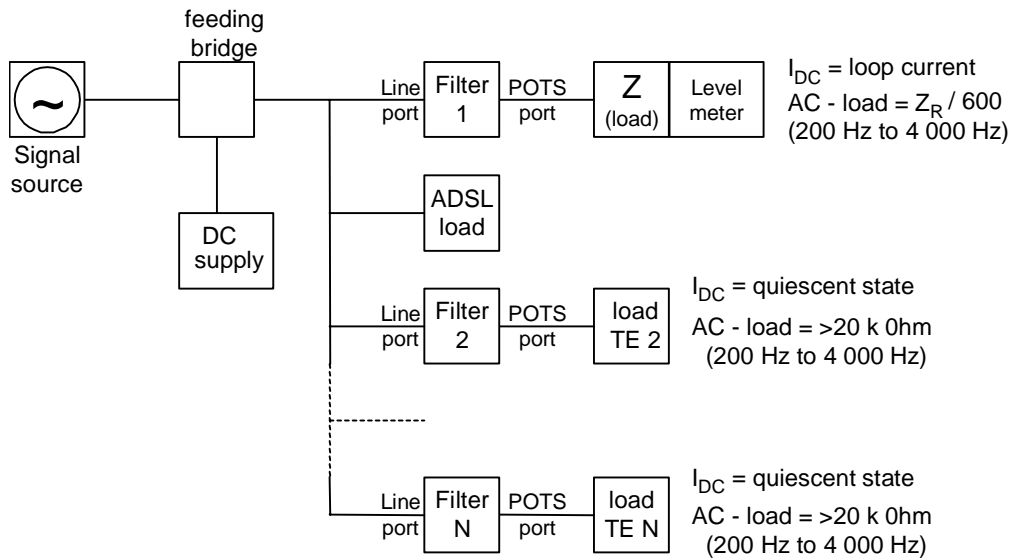 feeding
bridge
~
Signal
source
DC
supply
Line
port
Filter
1
POTS
port
Z
(load)
Level
meter
I_DC = loop current
AC - load = Z_R / 600
(200 Hz to 4 000 Hz)
ADSL
load
Line
port
Filter
2
POTS
port
load
TE 2
I_DC = quiescent state
AC - load = >20 k 0hm
(200 Hz to 4 000 Hz)
Line
port
Filter
N
POTS
port
load
TE N
I_DC = quiescent state
AC - load = >20 k 0hm
(200 Hz to 4 000 Hz)